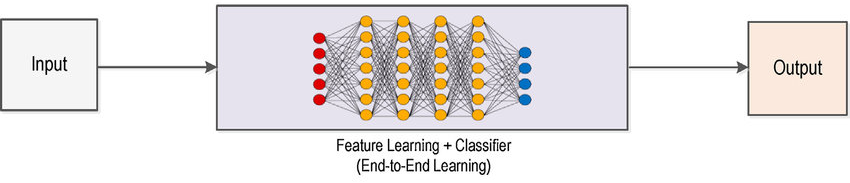 Input
Output
Feature Learning + Classifier
(End-to-End Learning)